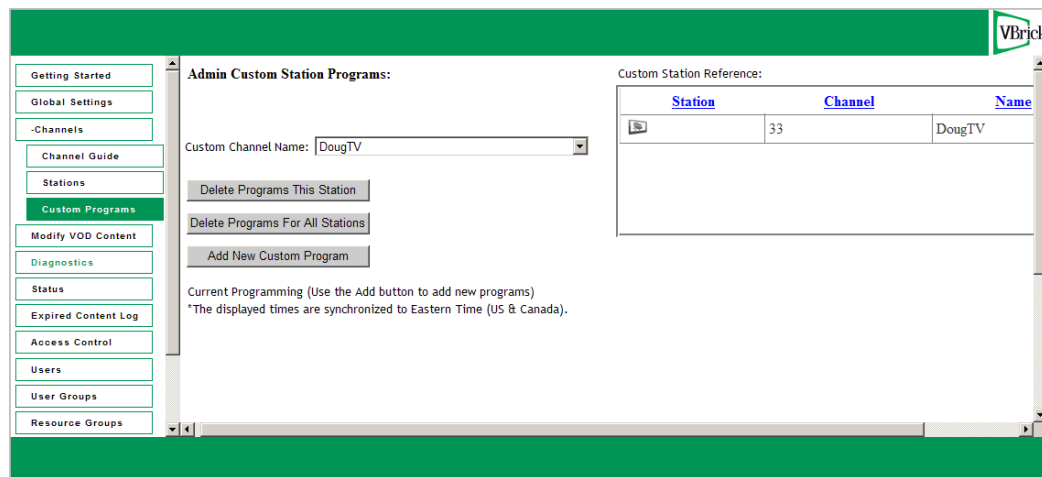 VBrick
Getting Started
Global Settings
-Channels
Channel Guide
Stations
Custom Programs
Modify VOD Content
Diagnostics
Status
Expired Content Log
Access Control
Users
User Groups
Resource Groups
Admin Custom Station Programs:
Custom Channel Name: DougTV
Delete Programs This Station
Delete Programs For All Stations
Add New Custom Program
Current Programming (Use the Add button to add new programs)
*The displayed times are synchronized to Eastern Time (US & Canada).
Custom Station Reference:
Station Channel Name
33 DougTV